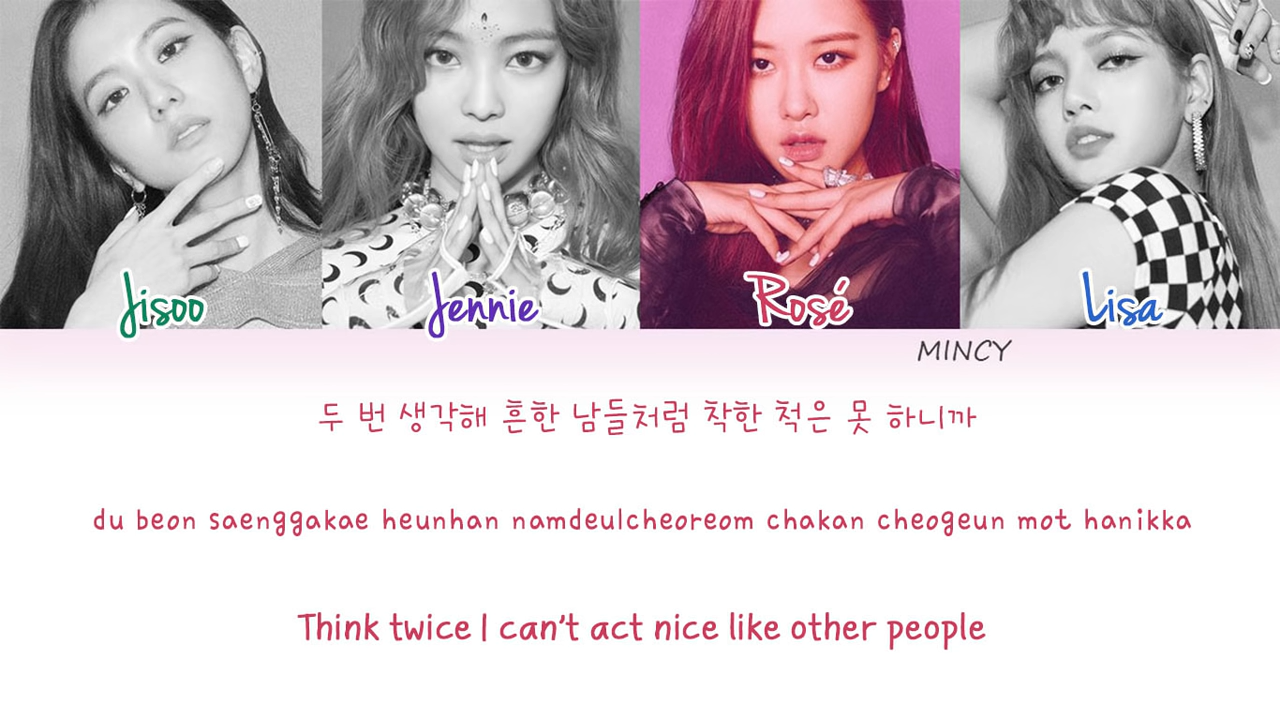 Jisoo
Jennie
Rosé
Lisa
MINCY
두 번 생각해 흔한 남들처럼 착한 척은 못 하니까
du beon saenggakae heunhan namdeulcheoreom chakan cheogeun mot hanikka
Think twice I can't act nice like other people